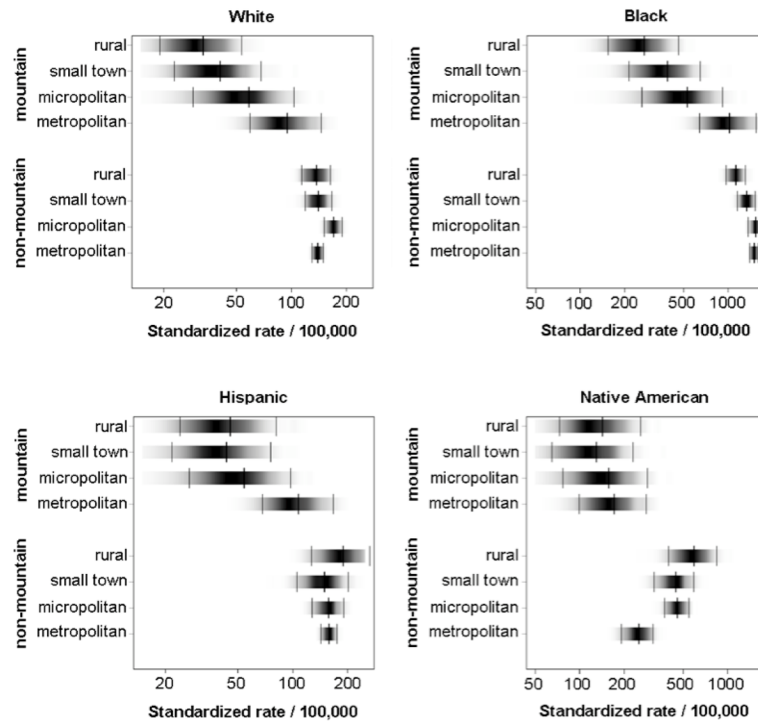 White
mountain
rural
small town
micropolitan
metropolitan
non-mountain
rural
small town
micropolitan
metropolitan
20 50 100 200
Standardized rate / 100,000
Black
mountain
rural
small town
micropolitan
metropolitan
non-mountain
rural
small town
micropolitan
metropolitan
50 100 200 500 1000
Standardized rate / 100,000
Hispanic
mountain
rural
small town
micropolitan
metropolitan
non-mountain
rural
small town
micropolitan
metropolitan
20 50 100 200
Standardized rate / 100,000
Native American
mountain
rural
small town
micropolitan
metropolitan
non-mountain
rural
small town
micropolitan
metropolitan
50 100 200 500 1000
Standardized rate / 100,000